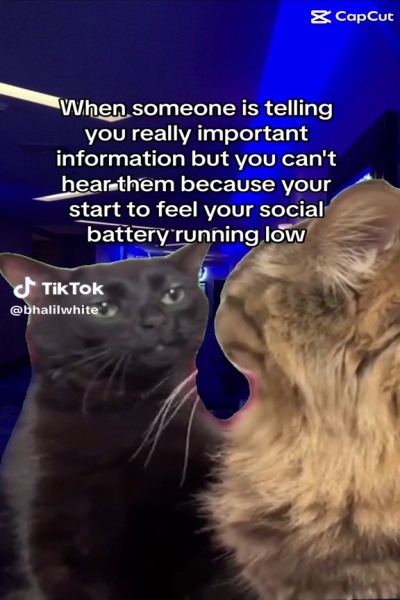 CapCut
When someone is telling
you really important
information but you can't
hear them because your
start to feel your social
battery running low
TikTok
@bhalilwhite